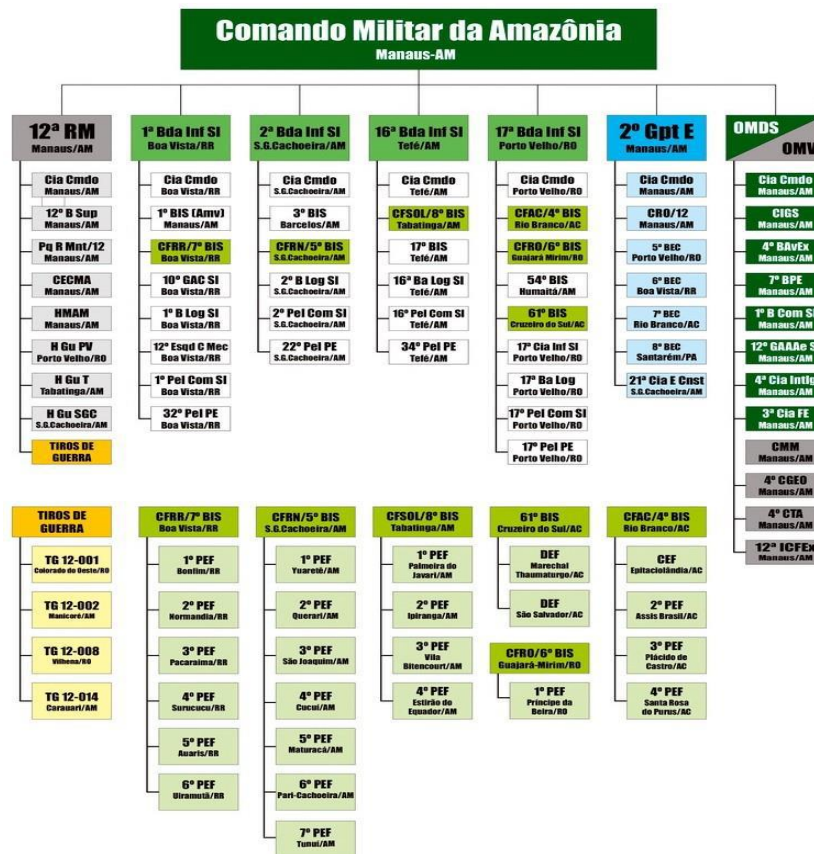 Comando Militar da Amazônia
Manaus-AM
12ª RM
Manaus/AM
Cia Cmdo
Manaus/AM
12º B Sup
Manaus/AM
Pq R Mnt/12
Manaus/AM
CECMA
Manaus/AM
HMAM
Manaus/AM
H Gu PV
Porto Velho/RO
H Gu T
Tabatinga/AM
H Gu SGC
S.G.Cachoeira/AM
TIROS DE
GUERRA
1ª Bda Inf Sl
Boa Vista/RR
Cia Cmdo
Boa Vista/RR
1º BIS (Amv)
Manaus/AM
CFRR/7º BIS
Boa Vista/RR
10º GAC Sl
Boa Vista/RR
1º B Log Sl
Boa Vista/RR
12º Esqd C Mec
Boa Vista/RR
1º Pel Com Sl
Boa Vista/RR
32º Pel PE
Boa Vista/RR
2ª Bda Inf Sl
S.G.Cachoeira/AM
Cia Cmdo
S.G.Cachoeira/AM
3º BIS
Barcelos/AM
CFRN/5º BIS
S.G.Cachoeira/AM
2º B Log Sl
S.G.Cachoeira/AM
2º Pel Com Sl
S.G.Cachoeira/AM
22º Pel PE
S.G.Cachoeira/AM
16ª Bda Inf Sl
Tefé/AM
Cia Cmdo
Tefé/AM
CFSOL/8º BIS
Tabatinga/AM
17º BIS
Tefé/AM
16ª Ba Log Sl
Tefé/AM
16º Pel Com Sl
Tefé/AM
34º Pel PE
Tefé/AM
17ª Bda Inf Sl
Porto Velho/RO
Cia Cmdo
Porto Velho/RO
CFAC/4º BIS
Rio Branco/AC
CFRO/6º BIS
Guajará Mirim/RO
54º BIS
Humaitá/AM
61º BIS
Cruzeiro do Sul/AC
17ª Cia Inf Sl
Porto Velho/RO
17ª Ba Log
Porto Velho/RO
17º Pel Com Sl
Porto Velho/RO
17º Pel PE
Porto Velho/RO
2º Gpt E
Manaus/AM
Cia Cmdo
Manaus/AM
CRO/12
Manaus/AM
5º BEC
Porto Velho/RO
6º BEC
Boa Vista/RR
7º BEC
Rio Branco/AC
8º BEC
Santarém/PA
21ª Cia E Cnst
S.G.Cachoeira/AM
OMDS
OMV
Cia Cmdo
Manaus/AM
CIGS
Manaus/AM
4º BAvEx
Manaus/AM
7º BPE
Manaus/AM
1º B Com Sl
Manaus/AM
12º GAAAe S
Manaus/AM
4ª Cia Intlg
Manaus/AM
3ª Cia FE
Manaus/AM
CMM
Manaus/AM
4º CGEO
Manaus/AM
4º CTA
Manaus/AM
12ª ICFEx
Manaus/AM
TIROS DE
GUERRA
TG 12-001
Colorado do Oeste/RO
TG 12-002
Manicoré/AM
TG 12-008
Vilhena/RO
TG 12-014
Carauari/AM
CFRR/7º BIS
Boa Vista/RR
1º PEF
Bonfim/RR
2º PEF
Normandia/RR
3º PEF
Pacaraima/RR
4º PEF
Surucucu/RR
5º PEF
Auaris/RR
6º PEF
Uiramutã/RR
CFRN/5º BIS
S.G.Cachoeira/AM
1º PEF
Yuaretê/AM
2º PEF
Querari/AM
3º PEF
São Joaquim/AM
4º PEF
Cucuí/AM
5º PEF
Maturacá/AM
6º PEF
Pari-Cachoeira/AM
7º PEF
Tunuí/AM
CFSOL/8º BIS
Tabatinga/AM
1º PEF
Palmeira do
Javari/AM
2º PEF
Ipiranga/AM
3º PEF
Vila
Bitencourt/AM
4º PEF
Estirão do
Equador/AM
61º BIS
Cruzeiro do Sul/AC
DEF
Marechal
Thaumaturgo/AC
DEF
São Salvador/AC
CFRO/6º BIS
Guajará-Mirim/RO
1º PEF
Príncipe da
Beira/RO
CFAC/4º BIS
Rio Branco/AC
CEF
Epitaciolândia/AC
2º PEF
Assis Brasil/AC
3º PEF
Plácido de
Castro/AC
4º PEF
Santa Rosa
do Purus/AC